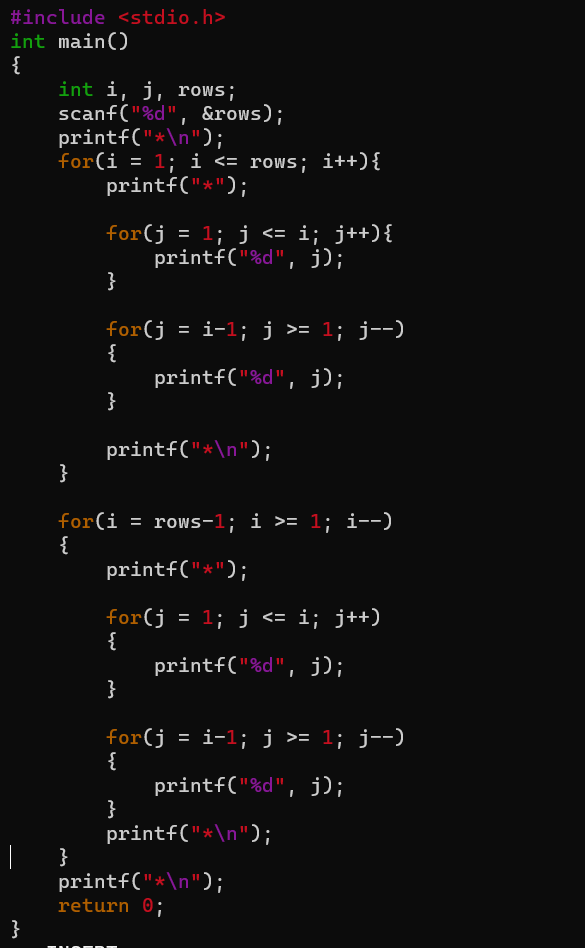 #include <stdio.h>
int main()
{
    int i, j, rows;
    scanf("%d", &rows);
    printf("*\n");
    for(i = 1; i <= rows; i++){
        printf("*");

        for(j = 1; j <= i; j++){
            printf("%d", j);
        }

        for(j = i-1; j >= 1; j--)
        {
            printf("%d", j);
        }

        printf("*\n");
    }

    for(i = rows-1; i >= 1; i--)
    {
        printf("*");

        for(j = 1; j <= i; j++)
        {
            printf("%d", j);
        }

        for(j = i-1; j >= 1; j--)
        {
            printf("%d", j);
        }
        printf("*\n");
    }
    printf("*\n");
    return 0;
}